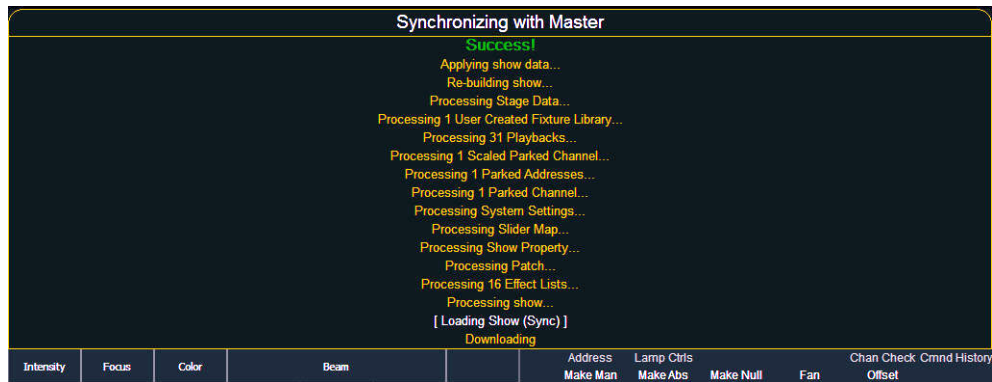 Synchronizing with Master
Success!
Applying show data...
Re-building show...
Processing Stage Data...
Processing 1 User Created Fixture Library...
Processing 31 Playbacks...
Processing 1 Scaled Parked Channel...
Processing 1 Parked Addresses...
Processing 1 Parked Channel...
Processing System Settings...
Processing Slider Map...
Processing Show Property...
Processing Patch...
Processing 16 Effect Lists...
Processing show...
[ Loading Show (Sync) ]
Downloading
Address Lamp Ctrls Chan Check Cmnd History
Intensity Focus Color Beam
Make Man Make Abs Make Null Fan Offset